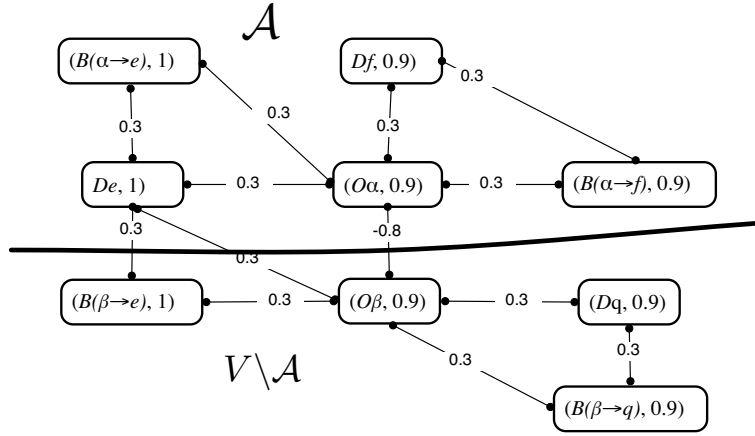 𝒜
(B(α→e), 1)
Df, 0.9)
0.3
0.3
0.3
0.3
De, 1)
0.3
(Oα, 0.9)
0.3
(B(α→f), 0.9)
0.3
-0.8
0.3
(B(β→e), 1)
0.3
(Oβ, 0.9)
0.3
(Dq, 0.9)
V\𝒜
0.3
0.3
(B(β→q), 0.9)